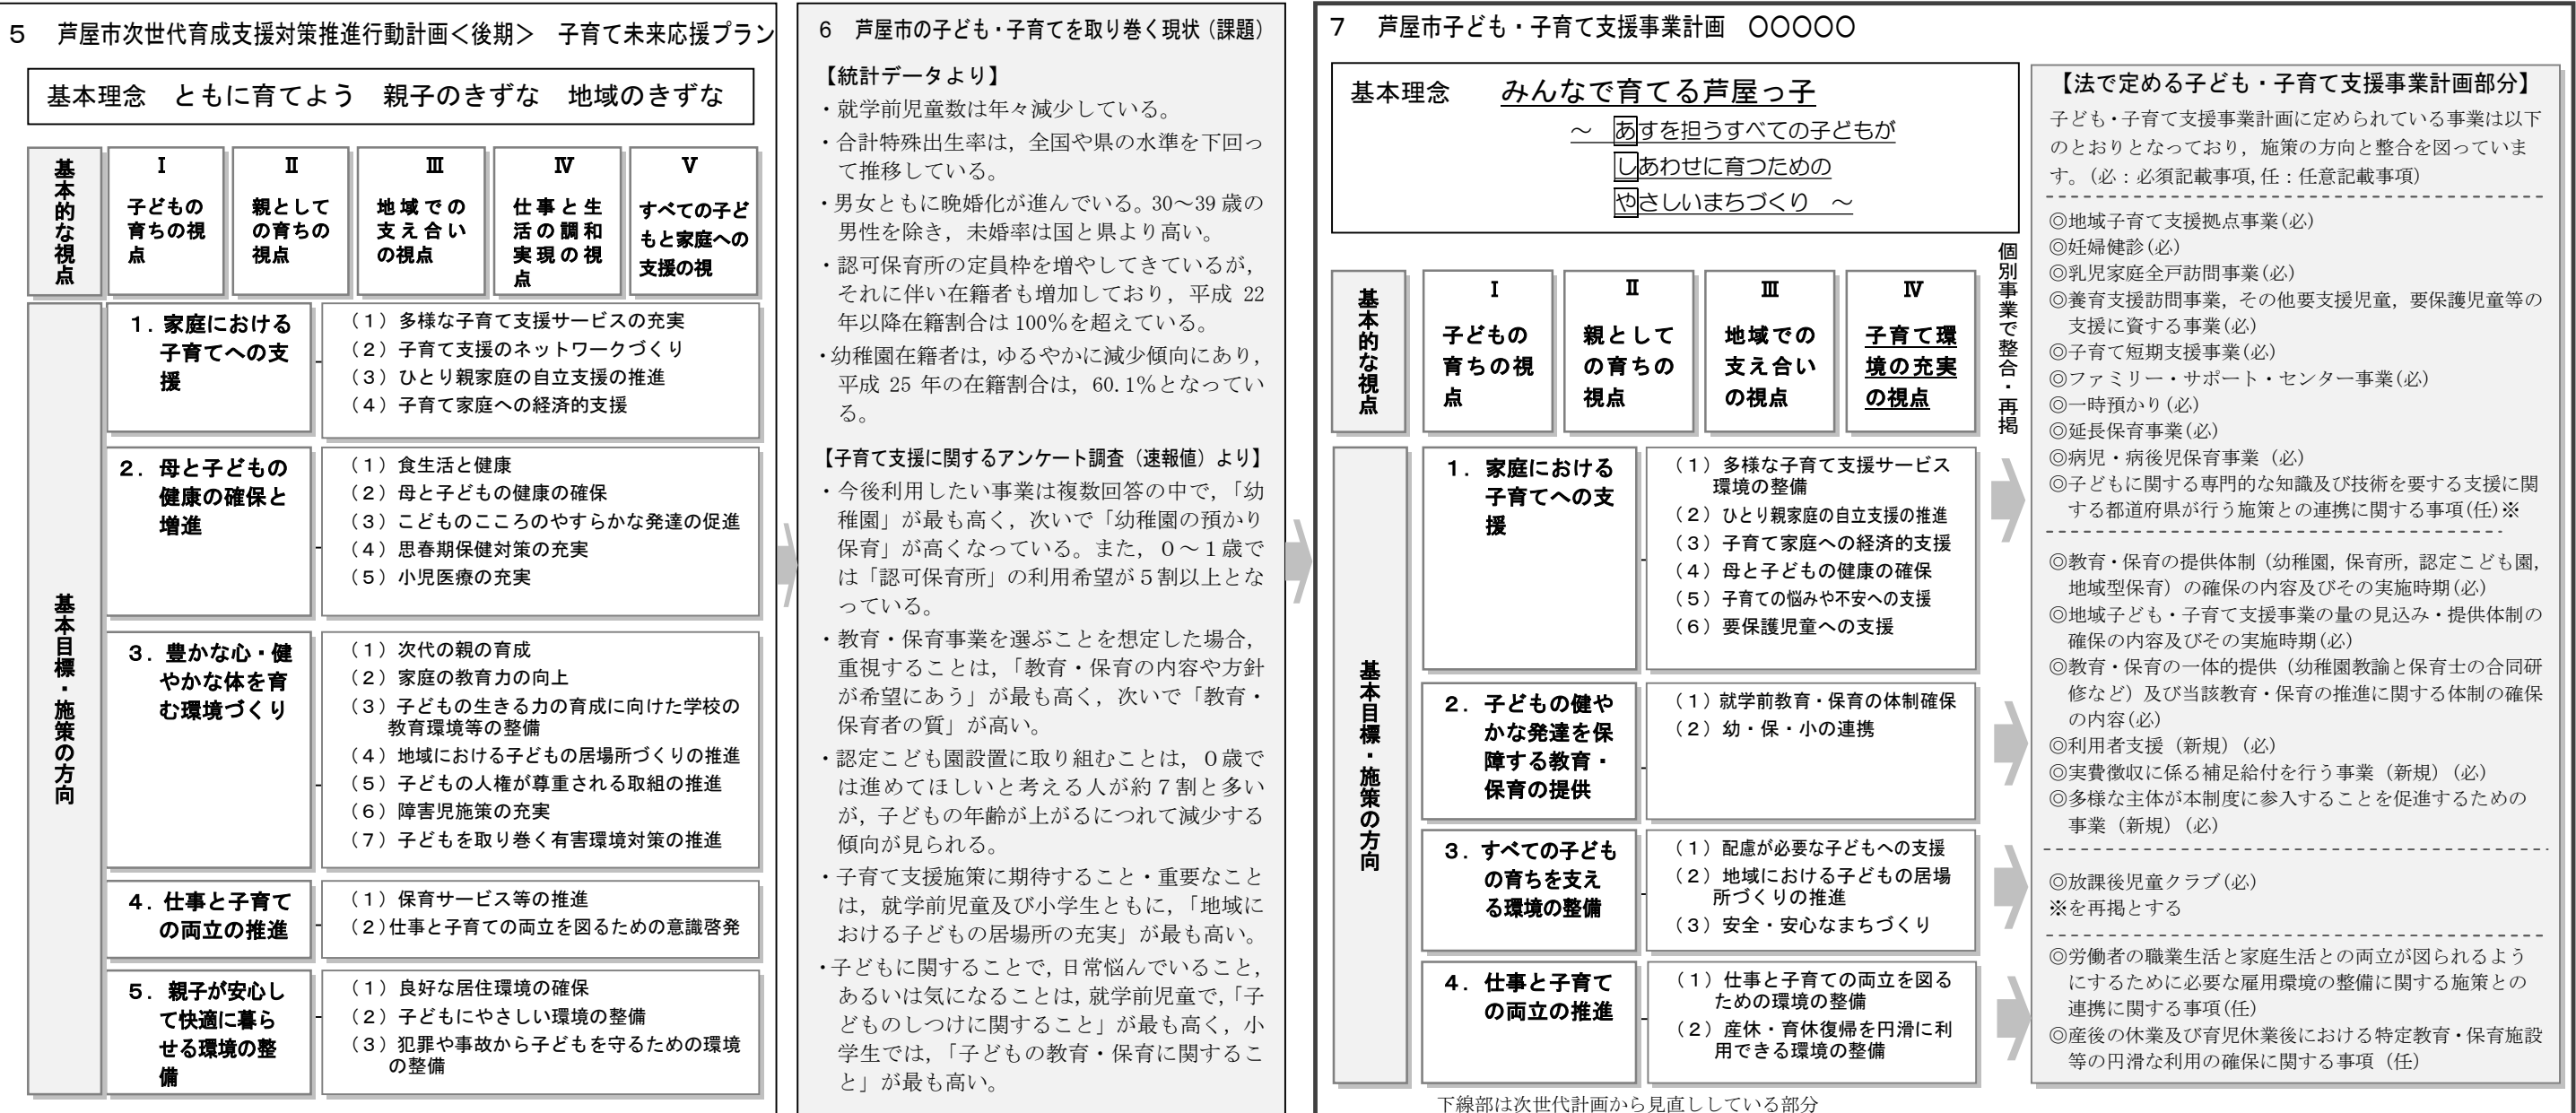 5　芦屋市次世代育成支援対策推進行動計画＜後期＞　子育て未来応援プラン
基本理念　ともに育てよう　親子のきずな　地域のきずな
基本的な視点
Ⅰ
子どもの
育ちの視
点
Ⅱ
親として
の育ちの
視点
Ⅲ
地域での
支え合い
の視点
Ⅳ
仕事と生
活の調和
実現の視
点
Ⅴ
すべての子ど
もと家庭への
支援の視
基本目標・施策の方向
1．家庭における
子育てへの支
援
（1）多様な子育て支援サービスの充実
（2）子育て支援のネットワークづくり
（3）ひとり親家庭の自立支援の推進
（4）子育て家庭への経済的支援
2．母と子どもの
健康の確保と
増進
（1）食生活と健康
（2）母と子どもの健康の確保
（3）こどものこころのやすらかな発達の促進
（4）思春期保健対策の充実
（5）小児医療の充実
3．豊かな心・健
やかな体を育
む環境づくり
（1）次代の親の育成
（2）家庭の教育力の向上
（3）子どもの生きる力の育成に向けた学校の
教育環境等の整備
（4）地域における子どもの居場所づくりの推進
（5）子どもの人権が尊重される取組の推進
（6）障害児施策の充実
（7）子どもを取り巻く有害環境対策の推進
4．仕事と子育て
の両立の推進
（1）保育サービス等の推進
（2）仕事と子育ての両立を図るための意識啓発
5．親子が安心し
て快適に暮ら
せる環境の整
備
（1）良好な居住環境の確保
（2）子どもにやさしい環境の整備
（3）犯罪や事故から子どもを守るための環境
の整備
6　芦屋市の子ども・子育てを取り巻く現状（課題）
【統計データより】
・就学前児童数は年々減少している。
・合計特殊出生率は，全国や県の水準を下回っ
て推移している。
・男女ともに晩婚化が進んでいる。30～39 歳の
男性を除き，未婚率は国と県より高い。
・認可保育所の定員枠を増やしてきているが，
それに伴い在籍者も増加しており，平成 22
年以降在籍割合は 100％を超えている。
・幼稚園在籍者は，ゆるやかに減少傾向にあり，
平成 25 年の在籍割合は，60.1％となってい
る。
【子育て支援に関するアンケート調査（速報値）より】
・今後利用したい事業は複数回答の中で，「幼
稚園」が最も高く，次いで「幼稚園の預かり
保育」が高くなっている。また，0～1歳で
は「認可保育所」の利用希望が5割以上とな
っている。
・教育・保育事業を選ぶことを想定した場合，
重視することは，「教育・保育の内容や方針
が希望にあう」が最も高く，次いで「教育・
保育者の質」が高い。
・認定こども園設置に取り組むことは，0歳で
は進めてほしいと考える人が約7割と多い
が，子どもの年齢が上がるにつれて減少する
傾向が見られる。
・子育て支援施策に期待すること・重要なこと
は，就学前児童及び小学生ともに，「地域に
おける子どもの居場所の充実」が最も高い。
・子どもに関することで，日常悩んでいること，
あるいは気になることは，就学前児童で，「子
どものしつけに関すること」が最も高く，小
学生では，「子どもの教育・保育に関するこ
と」が最も高い。
7　芦屋市子ども・子育て支援事業計画　○○○○○
基本理念　みんなで育てる芦屋っ子
～　あすを担うすべての子どもが
しあわせに育つための
やさしいまちづくり　～
基本的な視点
Ⅰ
子どもの
育ちの視
点
Ⅱ
親として
の育ちの
視点
Ⅲ
地域での
支え合い
の視点
Ⅳ
子育て環
境の充実
の視点
個別事業で整合・再掲
基本目標・施策の方向
1．家庭における
子育てへの支
援
（1）多様な子育て支援サービス
環境の整備
（2）ひとり親家庭の自立支援の推進
（3）子育て家庭への経済的支援
（4）母と子どもの健康の確保
（5）子育ての悩みや不安への支援
（6）要保護児童への支援
2．子どもの健や
かな発達を保
障する教育・
保育の提供
（1）就学前教育・保育の体制確保
（2）幼・保・小の連携
3．すべての子ども
の育ちを支え
る環境の整備
（1）配慮が必要な子どもへの支援
（2）地域における子どもの居場
所づくりの推進
（3）安全・安心なまちづくり
4．仕事と子育て
の両立の推進
（1）仕事と子育ての両立を図る
ための環境の整備
（2）産休・育休復帰を円滑に利
用できる環境の整備
下線部は次世代計画から見直ししている部分
【法で定める子ども・子育て支援事業計画部分】
子ども・子育て支援事業計画に定められている事業は以下
のとおりとなっており，施策の方向と整合を図っていま
す。（必：必須記載事項，任：任意記載事項）
◎地域子育て支援拠点事業（必）
◎妊婦健診（必）
◎乳児家庭全戸訪問事業（必）
◎養育支援訪問事業，その他要支援児童，要保護児童等の
支援に資する事業（必）
◎子育て短期支援事業（必）
◎ファミリー・サポート・センター事業（必）
◎一時預かり（必）
◎延長保育事業（必）
◎病児・病後児保育事業（必）
◎子どもに関する専門的な知識及び技術を要する支援に関
する都道府県が行う施策との連携に関する事項（任）※
◎教育・保育の提供体制（幼稚園，保育所，認定こども園，
地域型保育）の確保の内容及びその実施時期（必）
◎地域子ども・子育て支援事業の量の見込み・提供体制の
確保の内容及びその実施時期（必）
◎教育・保育の一体的提供（幼稚園教諭と保育士の合同研
修など）及び当該教育・保育の推進に関する体制の確保
の内容（必）
◎利用者支援（新規）（必）
◎実費徴収に係る補足給付を行う事業（新規）（必）
◎多様な主体が本制度に参入することを促進するための
事業（新規）（必）
◎放課後児童クラブ（必）
※を再掲とする
◎労働者の職業生活と家庭生活との両立が図られるよう
にするために必要な雇用環境の整備に関する施策との
連携に関する事項（任）
◎産後の休業及び育児休業後における特定教育・保育施設
等の円滑な利用の確保に関する事項（任）